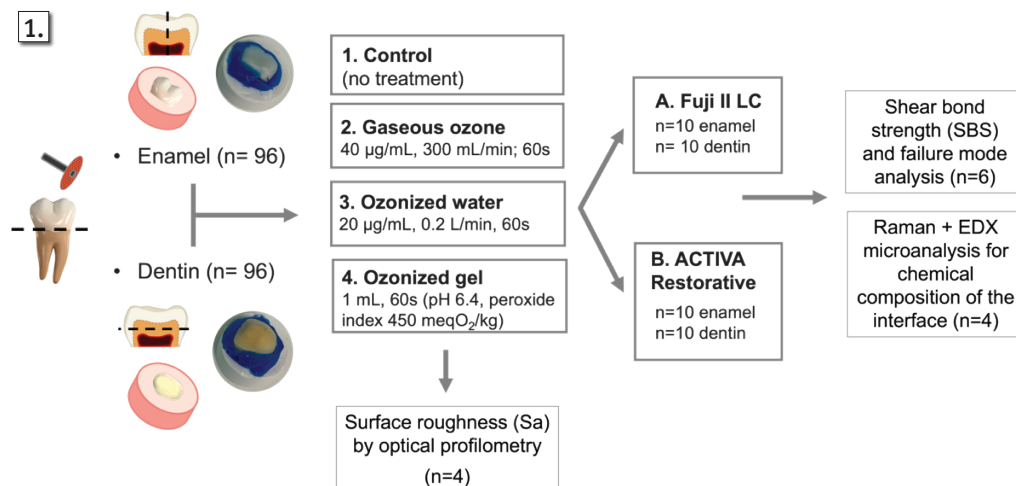 1.
• Enamel (n= 96)
• Dentin (n= 96)
1. Control
(no treatment)
2. Gaseous ozone
40 µg/mL, 300 mL/min; 60s
3. Ozonized water
20 µg/mL, 0.2 L/min, 60s
4. Ozonized gel
1 mL, 60s (pH 6.4, peroxide
index 450 meqO₂/kg)
Surface roughness (Sa)
by optical profilometry
(n=4)
A. Fuji II LC
n=10 enamel
n= 10 dentin
B. ACTIVA
Restorative
n=10 enamel
n=10 dentin
Shear bond
strength (SBS)
and failure mode
analysis (n=6)
Raman + EDX
microanalysis for
chemical
composition of the
interface (n=4)